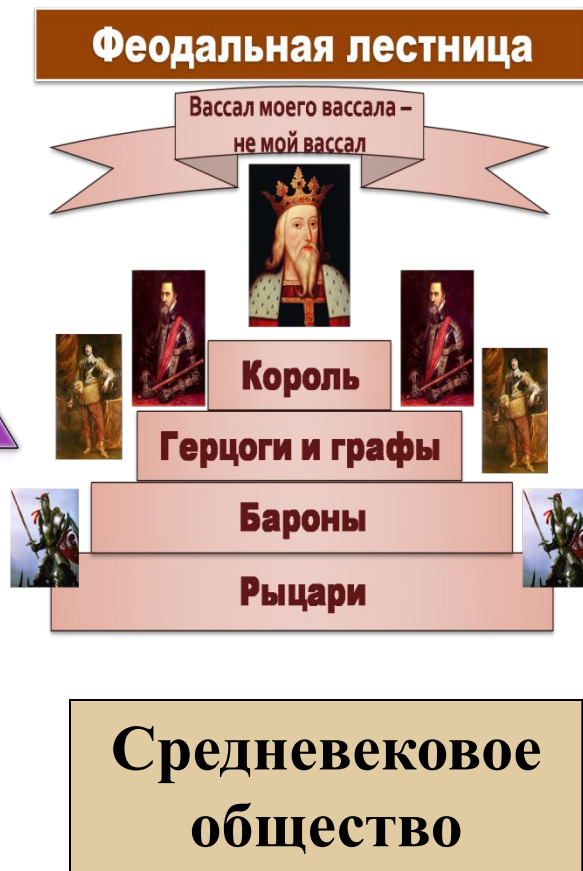 Феодальная лестница
Вассал моего вассала –
не мой вассал
Король
Герцоги и графы
Бароны
Рыцари
Средневековое
общество